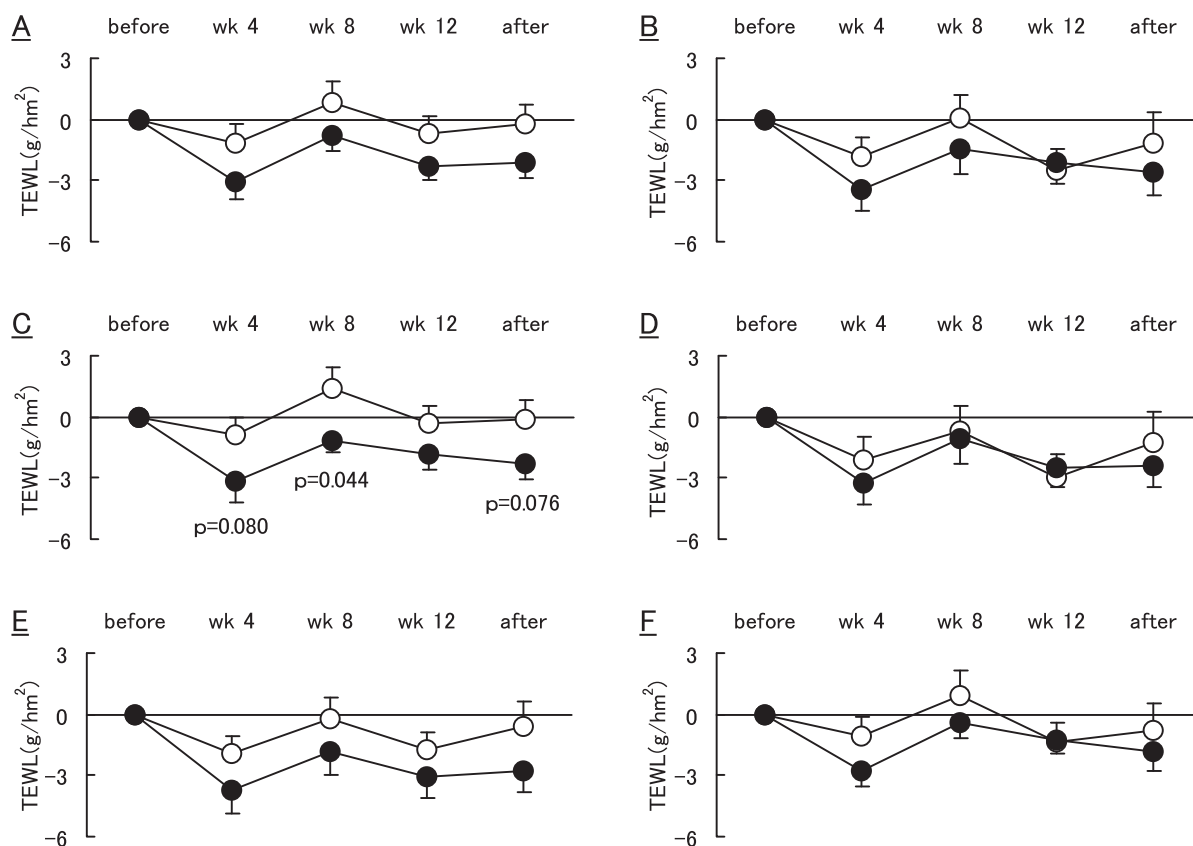 A before wk 4 wk 8 wk 12 after
3
0
−3
−6
TEWL(g/hm²)
B before wk 4 wk 8 wk 12 after
3
0
−3
−6
TEWL(g/hm²)
C before wk 4 wk 8 wk 12 after
3
0
−3
−6
TEWL(g/hm²)
p=0.080
p=0.044
p=0.076
D before wk 4 wk 8 wk 12 after
3
0
−3
−6
TEWL(g/hm²)
E before wk 4 wk 8 wk 12 after
3
0
−3
−6
TEWL(g/hm²)
F before wk 4 wk 8 wk 12 after
3
0
−3
−6
TEWL(g/hm²)